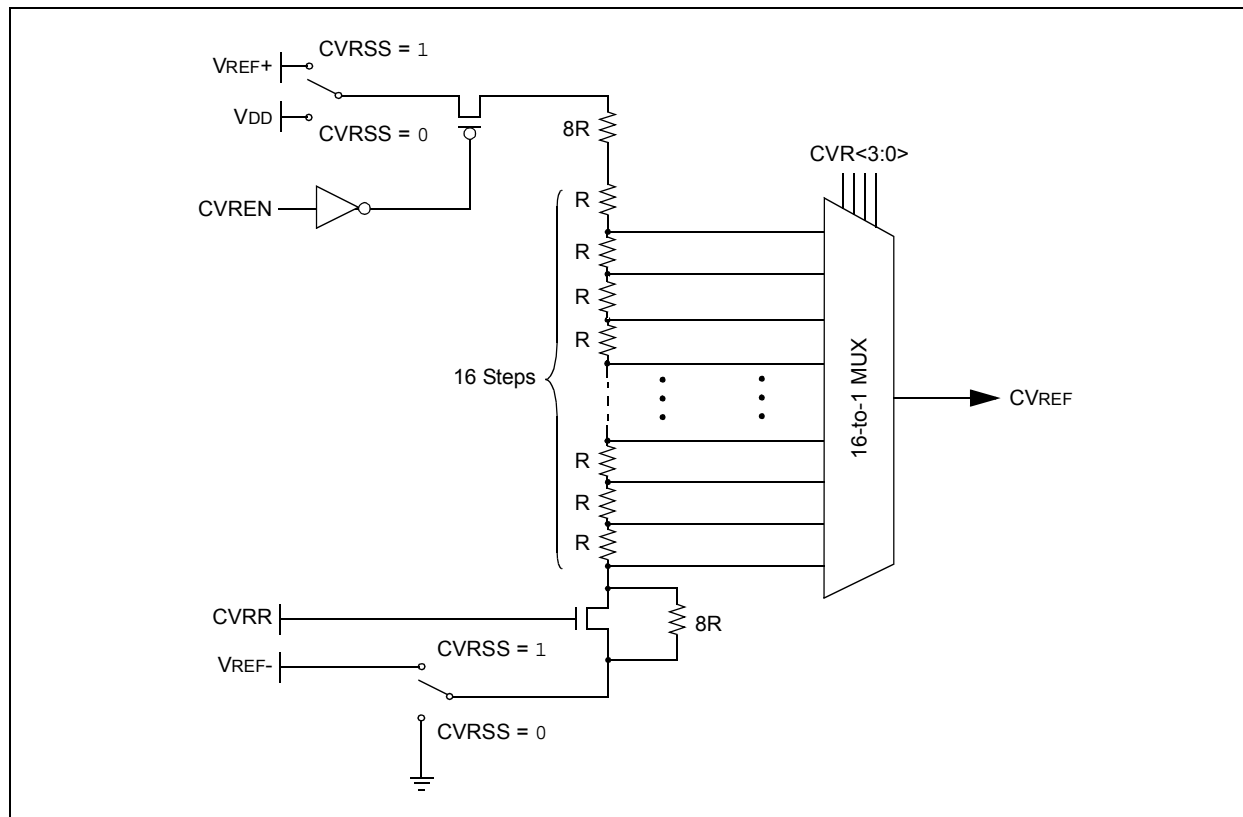 CVRSS = 1
VREF+
VDD
CVRSS = 0
8R
CVR<3:0>
CVREN
R
R
R
R
16 Steps
16-to-1 MUX
CVREF
R
R
R
CVRR
8R
CVRSS = 1
VREF-
CVRSS = 0